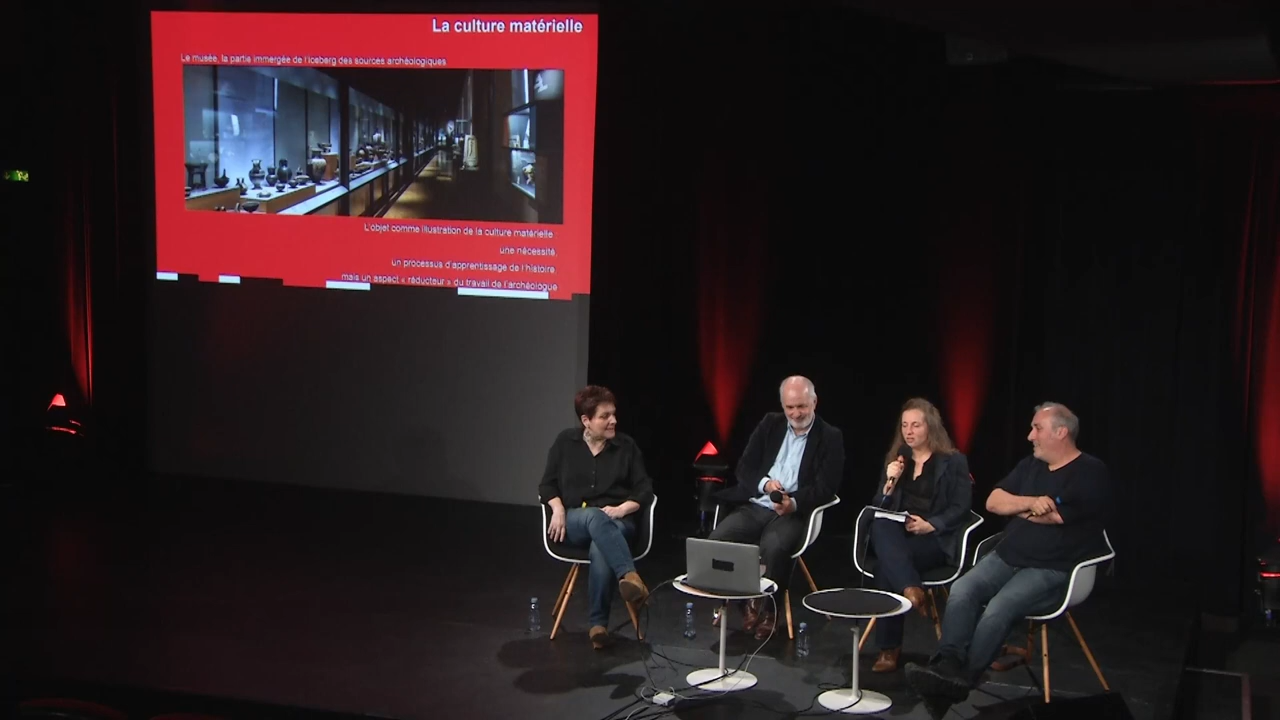 La culture matérielle
Le musée, la partie immergée de l'iceberg des sources archéologiques
L'objet comme illustration de la culture matérielle :
une nécessité,
un processus d'apprentissage de l'histoire,
mais un aspect « réducteur » du travail de l'archéologue